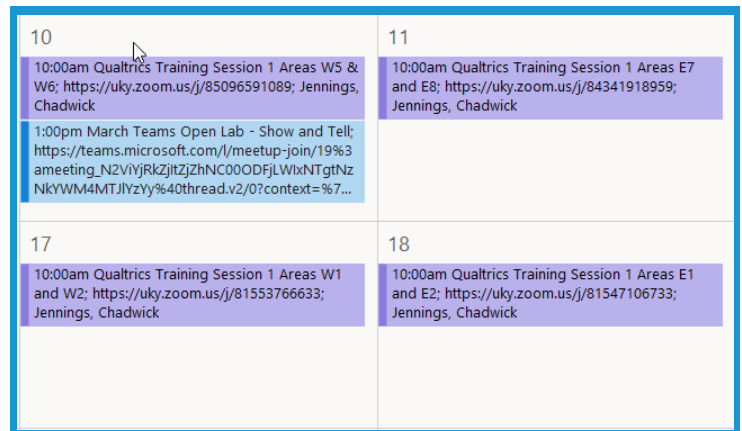 10
10:00am Qualtrics Training Session 1 Areas W5 &
W6; https://uky.zoom.us/j/85096591089; Jennings,
Chadwick
1:00pm March Teams Open Lab - Show and Tell;
https://teams.microsoft.com/l/meetup-join/19%3
ameeting_N2ViYjRkZjItZjZhNC00ODFjLWIxNTgtNz
NkYWM4MTJlYzYy%40thread.v2/0?context=%7...
11
10:00am Qualtrics Training Session 1 Areas E7
and E8; https://uky.zoom.us/j/84341918959;
Jennings, Chadwick
17
10:00am Qualtrics Training Session 1 Areas W1
and W2; https://uky.zoom.us/j/81553766633;
Jennings, Chadwick
18
10:00am Qualtrics Training Session 1 Areas E1
and E2; https://uky.zoom.us/j/81547106733;
Jennings, Chadwick